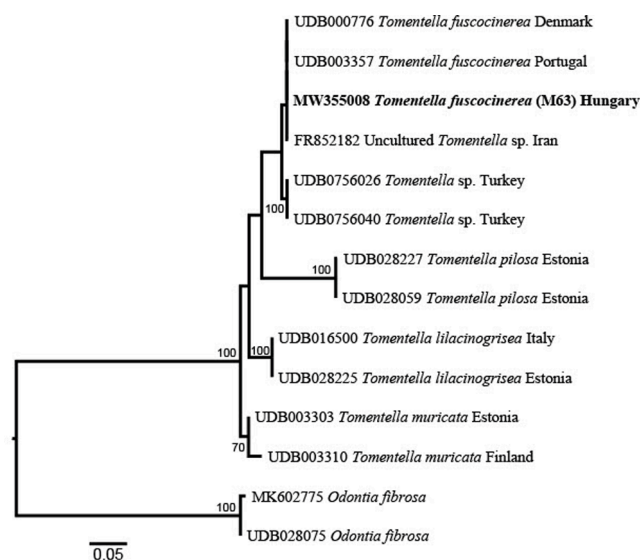 UDB000776 Tomentella fuscocinerea Denmark
UDB003357 Tomentella fuscocinerea Portugal
MW355008 Tomentella fuscocinerea (M63) Hungary
FR852182 Uncultured Tomentella sp. Iran
UDB0756026 Tomentella sp. Turkey
100
UDB0756040 Tomentella sp. Turkey
UDB028227 Tomentella pilosa Estonia
100
UDB028059 Tomentella pilosa Estonia
UDB016500 Tomentella lilacinogrisea Italy
100 100
UDB028225 Tomentella lilacinogrisea Estonia
UDB003303 Tomentella muricata Estonia
70
UDB003310 Tomentella muricata Finland
MK602775 Odontia fibrosa
100
UDB028075 Odontia fibrosa
0.05